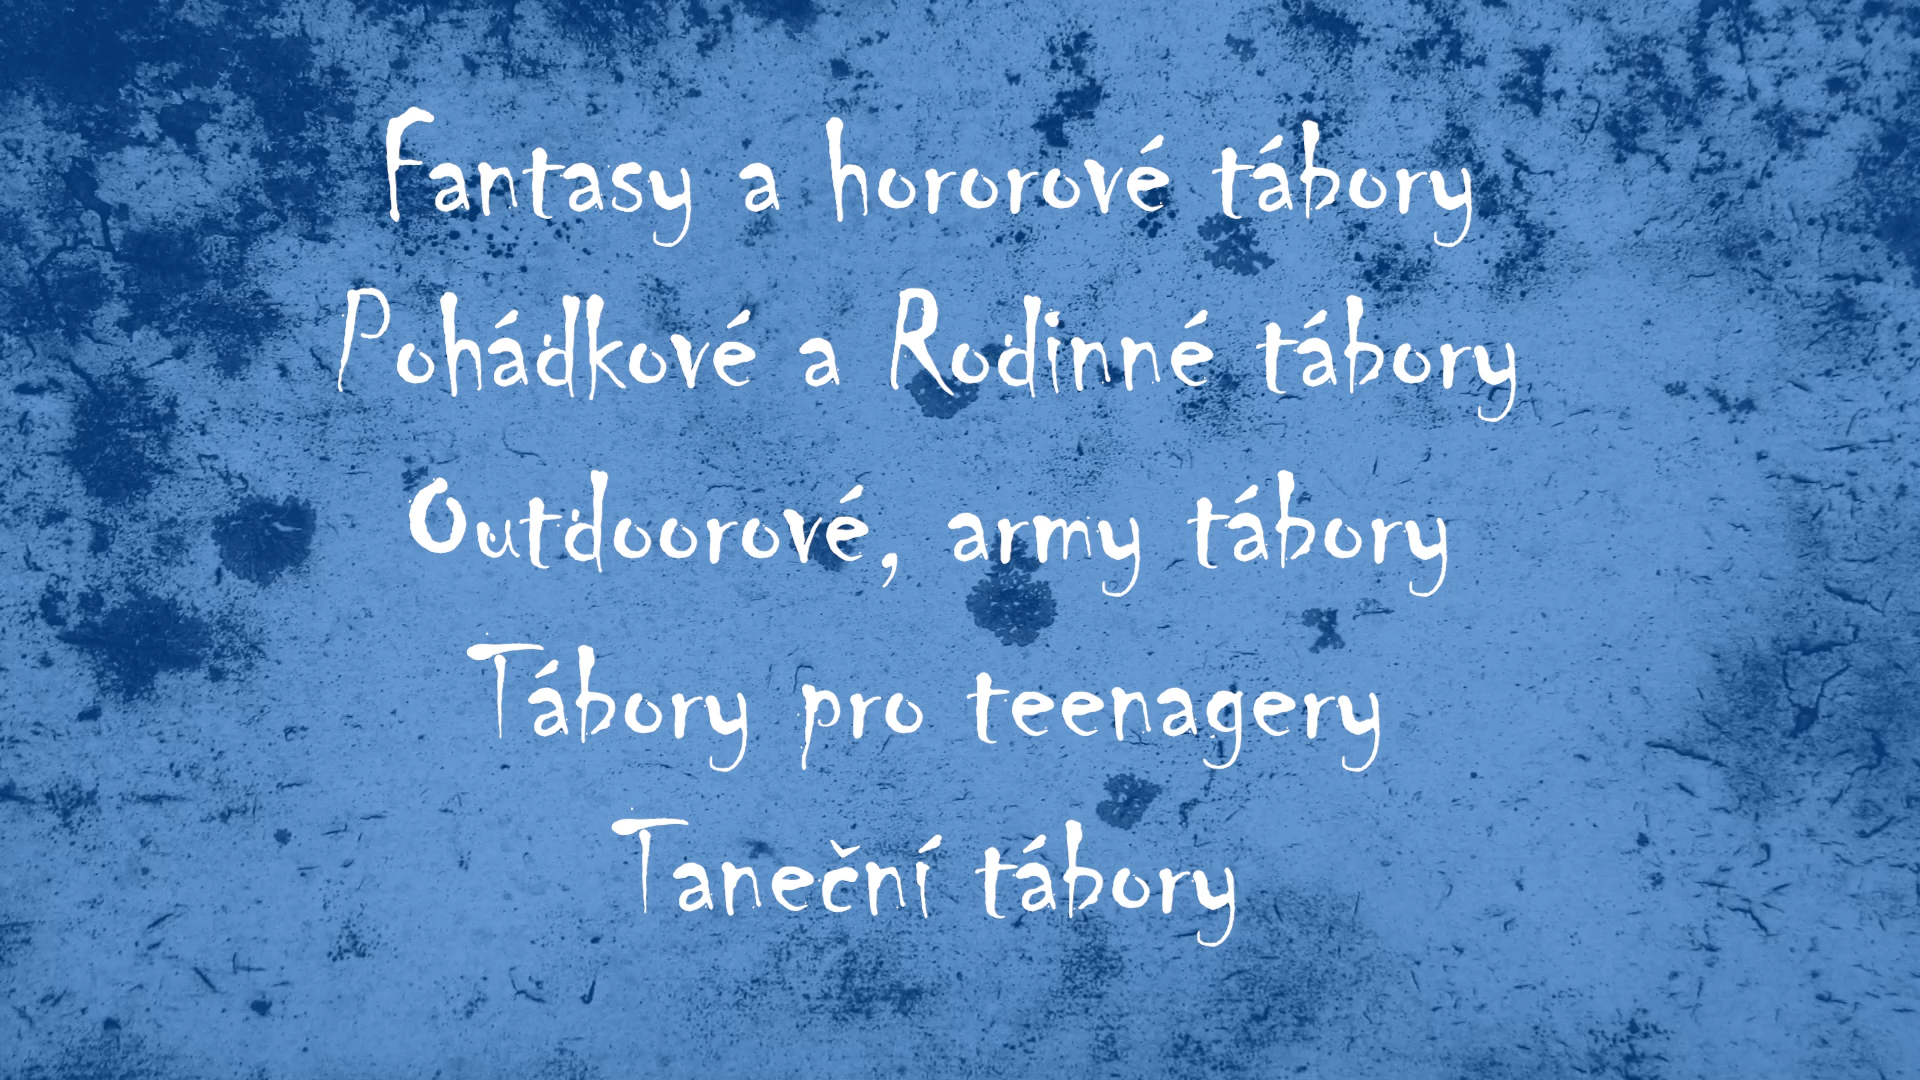 Fantasy a hororové tábory
Pohádkové a Rodinné tábory
Outdoorové, army tábory
Tábory pro teenagery
Taneční tábory